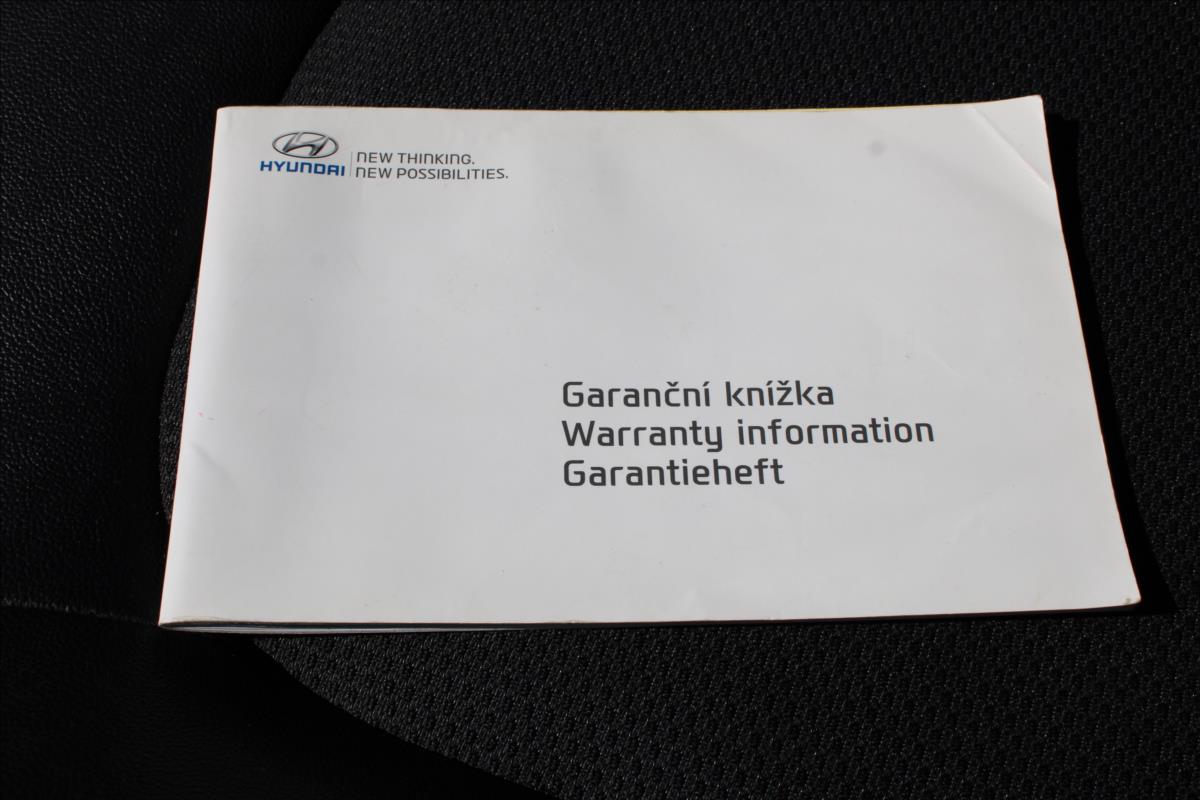 HYUNDAI
NEW THINKING.
NEW POSSIBILITIES.
Garanční knížka
Warranty information
Garantieheft